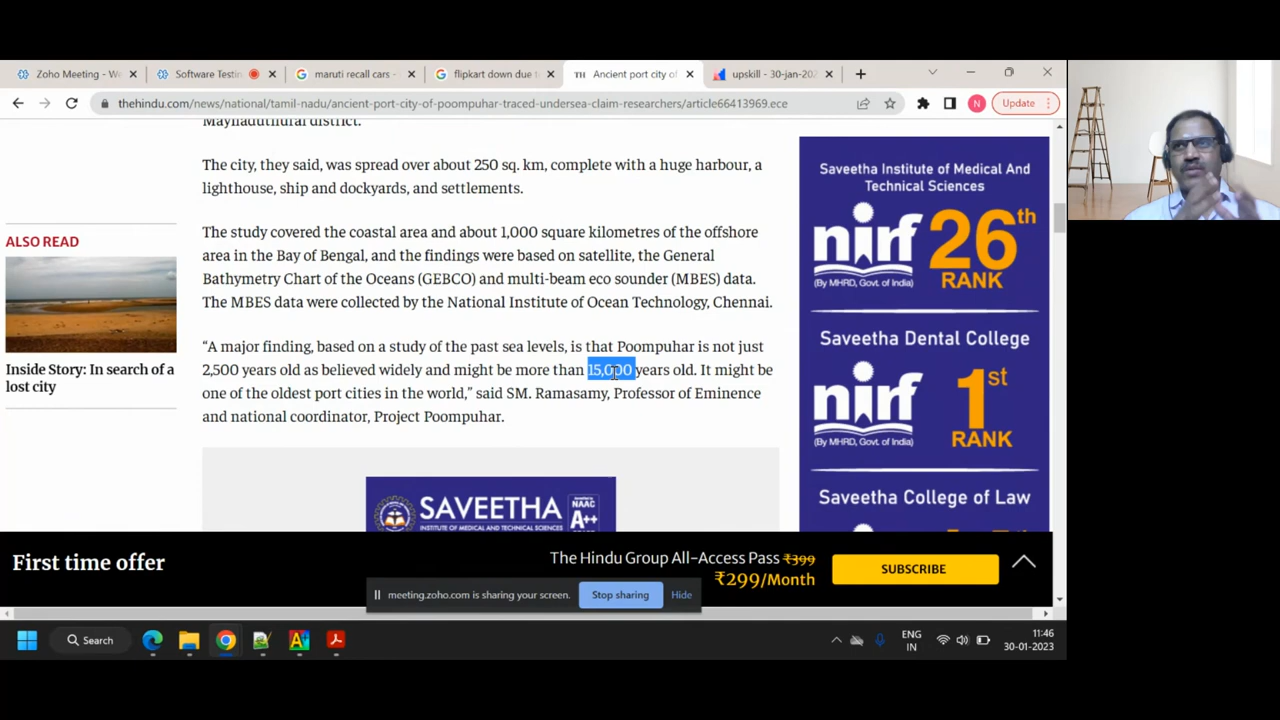 Zoho Meeting - We
Software Testin
maruti recall cars -
flipkart down due t
TH Ancient port city of
upskill - 30-jan-202
thehindu.com/news/national/tamil-nadu/ancient-port-city-of-poompuhar-traced-undersea-claim-researchers/article66413969.ece
N
Update
Mayiladuthurai district.
The city, they said, was spread over about 250 sq. km, complete with a huge harbour, a
lighthouse, ship and dockyards, and settlements.
ALSO READ
Inside Story: In search of a
lost city
The study covered the coastal area and about 1,000 square kilometres of the offshore
area in the Bay of Bengal, and the findings were based on satellite, the General
Bathymetry Chart of the Oceans (GEBCO) and multi-beam eco sounder (MBES) data.
The MBES data were collected by the National Institute of Ocean Technology, Chennai.
“A major finding, based on a study of the past sea levels, is that Poompuhar is not just
2,500 years old as believed widely and might be more than 15,000 years old. It might be
one of the oldest port cities in the world,” said SM. Ramasamy, Professor of Eminence
and national coordinator, Project Poompuhar.
SAVEETHA
INSTITUTE OF MEDICAL AND TECHNICAL SCIENCES
NAAC
A++
Saveetha Institute of Medical And
Technical Sciences
nirf
(By MHRD, Govt. of India)
26th
RANK
Saveetha Dental College
nirf
(By MHRD, Govt. of India)
1st
RANK
Saveetha College of Law
First time offer
The Hindu Group All-Access Pass ₹399
₹299/Month
SUBSCRIBE
meeting.zoho.com is sharing your screen.
Stop sharing
Hide
Search
ENG
IN
11:46
30-01-2023